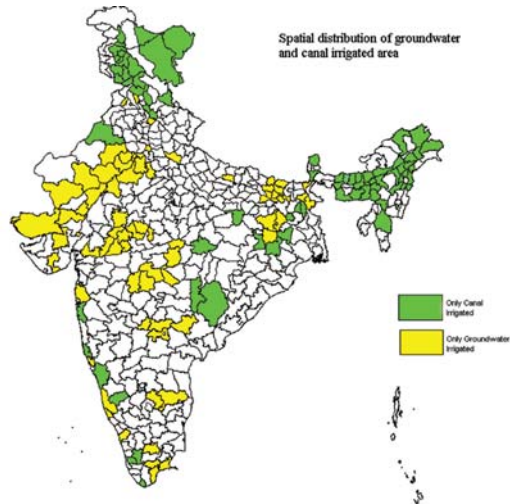 Spatial distribution of groundwater
and canal irrigated area
Only Canal
Irrigated
Only Groundwater
Irrigated